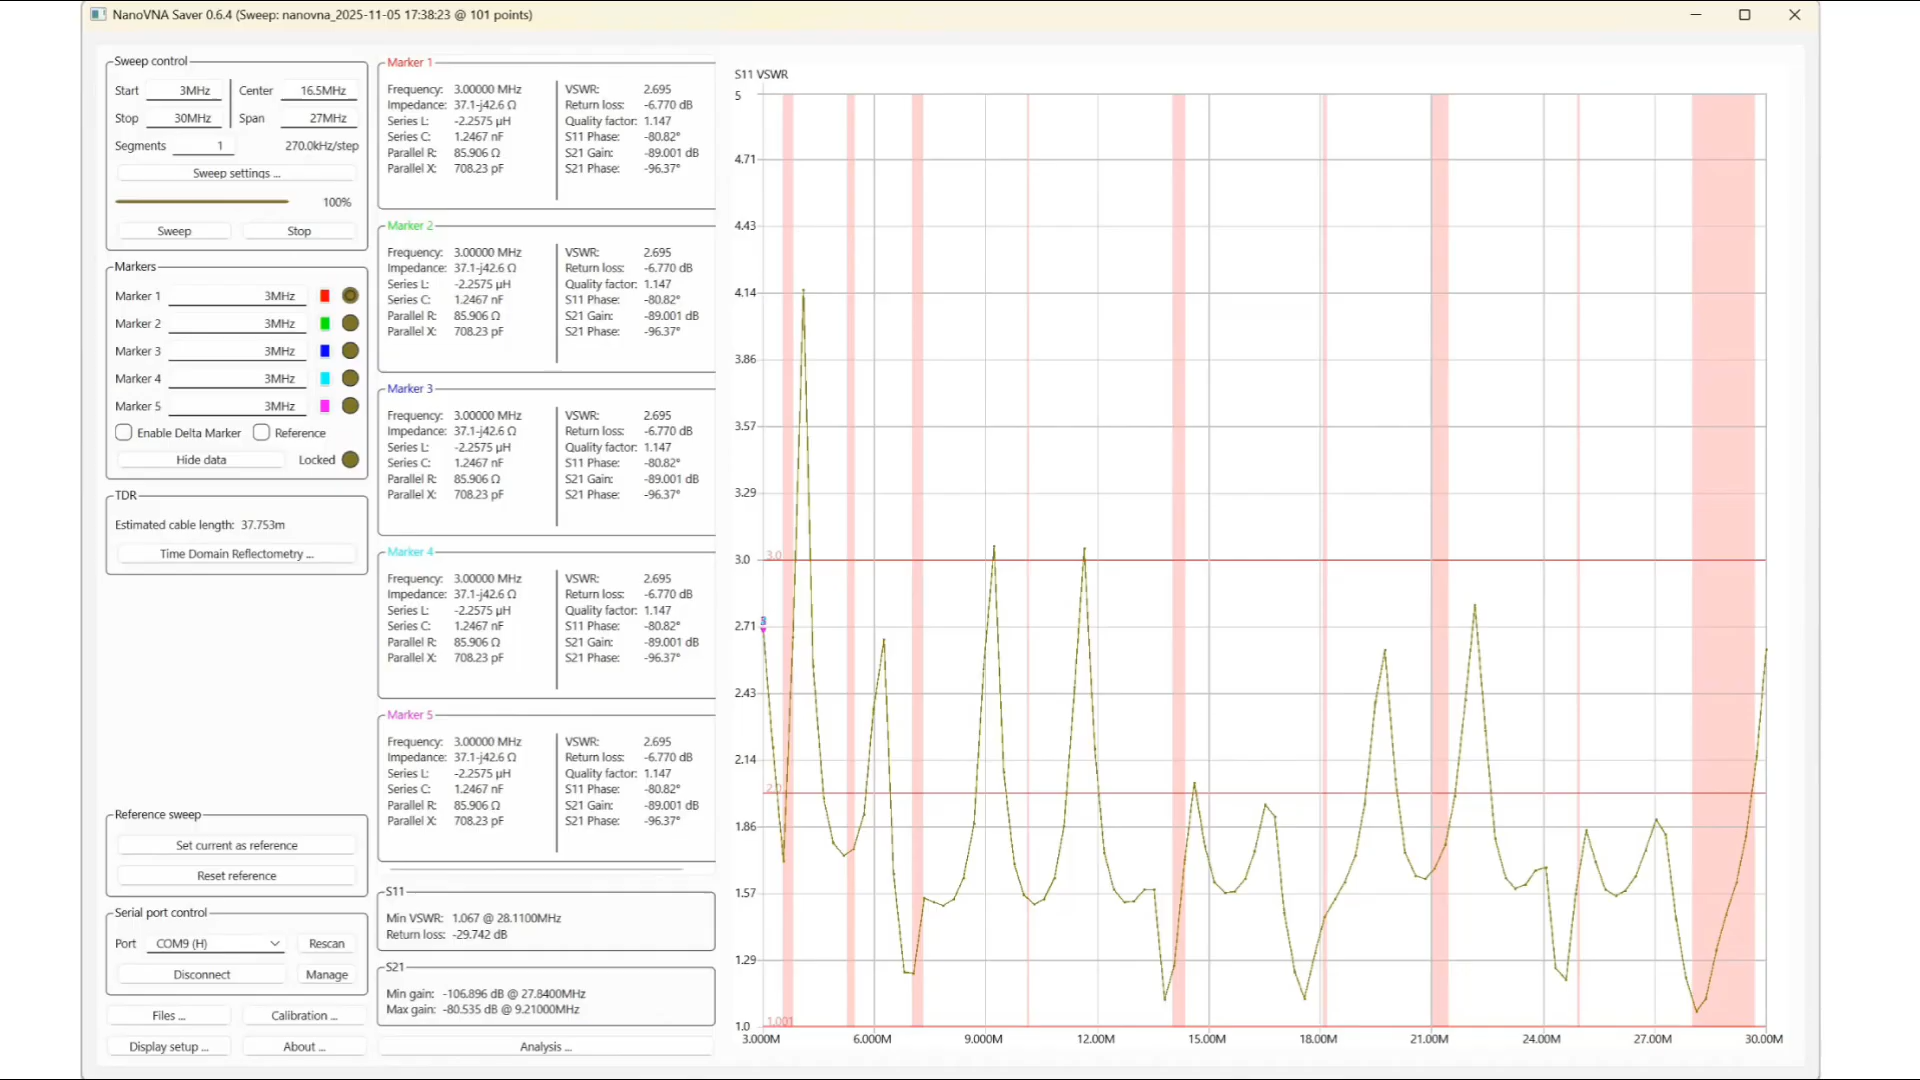 NanoVNA Saver 0.6.4 (Sweep: nanovna_2025-11-05 17:38:23 @ 101 points)
Sweep control
Start 3MHz Center 16.5MHz
Stop 30MHz Span 27MHz
Segments 1 270.0kHz/step
Sweep settings ...
100%
Sweep Stop
Markers
Marker 1 3MHz
Marker 2 3MHz
Marker 3 3MHz
Marker 4 3MHz
Marker 5 3MHz
Enable Delta Marker Reference
Hide data Locked
TDR
Estimated cable length: 37.753m
Time Domain Reflectometry ...
Reference sweep
Set current as reference
Reset reference
Serial port control
Port COM9 (H) Rescan
Disconnect Manage
Files ... Calibration ...
Display setup ... About ...
Marker 1
Frequency: 3.00000 MHz VSWR: 2.695
Impedance: 37.1-j42.6 Ω Return loss: -6.770 dB
Series L: -2.2575 µH Quality factor: 1.147
Series C: 1.2467 nF S11 Phase: -80.82°
Parallel R: 85.906 Ω S21 Gain: -89.001 dB
Parallel X: 708.23 pF S21 Phase: -96.37°
Marker 2
Frequency: 3.00000 MHz VSWR: 2.695
Impedance: 37.1-j42.6 Ω Return loss: -6.770 dB
Series L: -2.2575 µH Quality factor: 1.147
Series C: 1.2467 nF S11 Phase: -80.82°
Parallel R: 85.906 Ω S21 Gain: -89.001 dB
Parallel X: 708.23 pF S21 Phase: -96.37°
Marker 3
Frequency: 3.00000 MHz VSWR: 2.695
Impedance: 37.1-j42.6 Ω Return loss: -6.770 dB
Series L: -2.2575 µH Quality factor: 1.147
Series C: 1.2467 nF S11 Phase: -80.82°
Parallel R: 85.906 Ω S21 Gain: -89.001 dB
Parallel X: 708.23 pF S21 Phase: -96.37°
Marker 4
Frequency: 3.00000 MHz VSWR: 2.695
Impedance: 37.1-j42.6 Ω Return loss: -6.770 dB
Series L: -2.2575 µH Quality factor: 1.147
Series C: 1.2467 nF S11 Phase: -80.82°
Parallel R: 85.906 Ω S21 Gain: -89.001 dB
Parallel X: 708.23 pF S21 Phase: -96.37°
Marker 5
Frequency: 3.00000 MHz VSWR: 2.695
Impedance: 37.1-j42.6 Ω Return loss: -6.770 dB
Series L: -2.2575 µH Quality factor: 1.147
Series C: 1.2467 nF S11 Phase: -80.82°
Parallel R: 85.906 Ω S21 Gain: -89.001 dB
Parallel X: 708.23 pF S21 Phase: -96.37°
S11
Min VSWR: 1.067 @ 28.1100MHz
Return loss: -29.742 dB
S21
Min gain: -106.896 dB @ 27.8400MHz
Max gain: -80.535 dB @ 9.21000MHz
Analysis ...
S11 VSWR
5
4.71
4.43
4.14
3.86
3.57
3.29
3.0 3.0
2.71
2.43
2.14
2.0
1.86
1.57
1.29
1.0 1.001
3.000M 6.000M 9.000M 12.00M 15.00M 18.00M 21.00M 24.00M 27.00M 30.00M